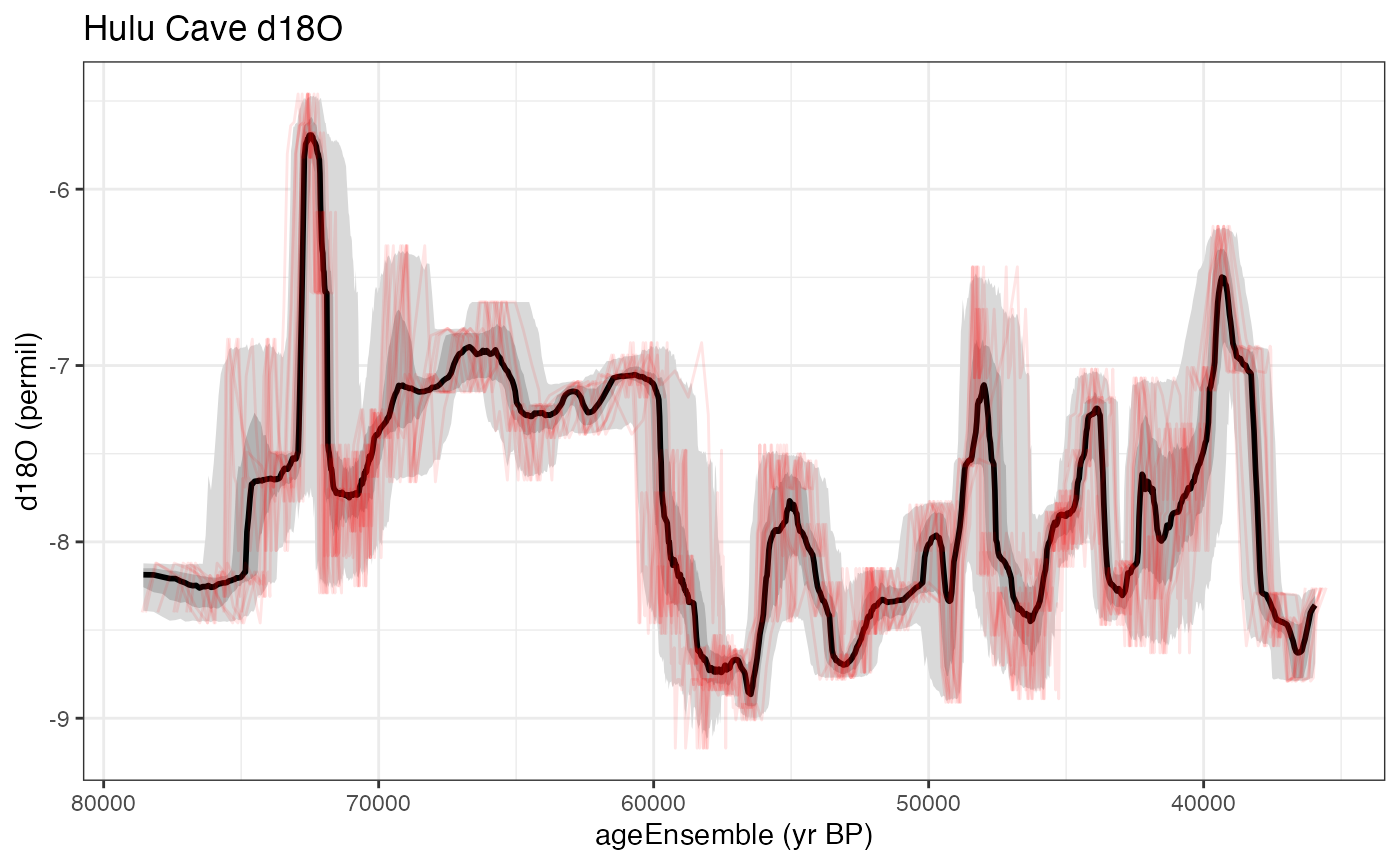 Hulu Cave d18O
d18O (permil)
-6
-7
-8
-9
80000 70000 60000 50000 40000
ageEnsemble (yr BP)